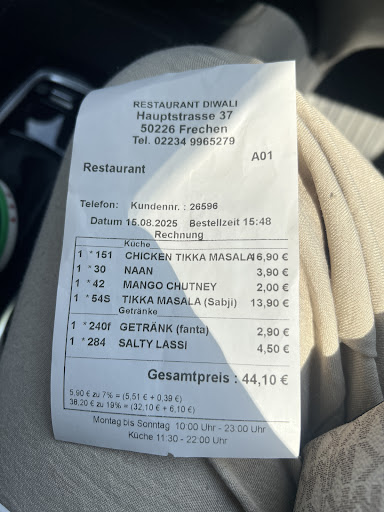 RESTAURANT DIWALI
Hauptstrasse 37
50226 Frechen
Tel. 02234 9965279
A01
Restaurant
Telefon: Kundennr. : 26596
Datum 15.08.2025 Bestellzeit 15:48
Rechnung
Küche
1 *151 CHICKEN TIKKA MASALA 16,90 €
1 *30 NAAN 3,90 €
1 *42 MANGO CHUTNEY 2,00 €
1 *54S TIKKA MASALA (Sabji) 13,90 €
Getränke
1 *240f GETRÄNK (fanta) 2,90 €
1 *284 SALTY LASSI 4,50 €
Gesamtpreis : 44,10 €
5,90 € zu 7% = (5,51 € + 0,39 €)
38,20 € zu 19% = (32,10 € + 6,10 €)
Montag bis Sonntag 10:00 Uhr - 23:00 Uhr
Küche 11:30 - 22:00 Uhr